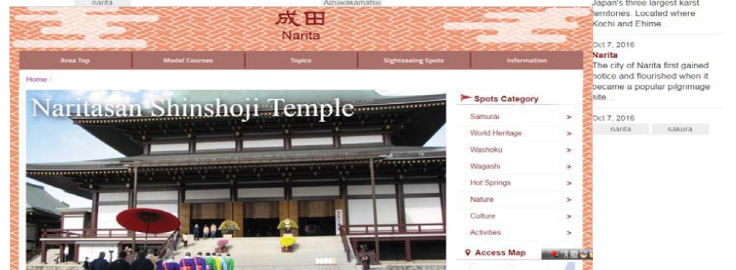 narita
Aizuwakamatsu
成田
Narita
Area Top
Model Courses
Topics
Sightseeing Spots
Information
Home /
Naritasan Shinshoji Temple
Spots Category
Samurai >
World Heritage >
Washoku >
Wagashi >
Hot Springs >
Nature >
Culture >
Activities >
Access Map
Japan's three largest karst
territories. Located where
Kochi and Ehime...
Oct 7, 2016
Narita
The city of Narita first gained
notice and flourished when it
became a popular pilgrimage
site...
Oct 7, 2016
narita
sakura